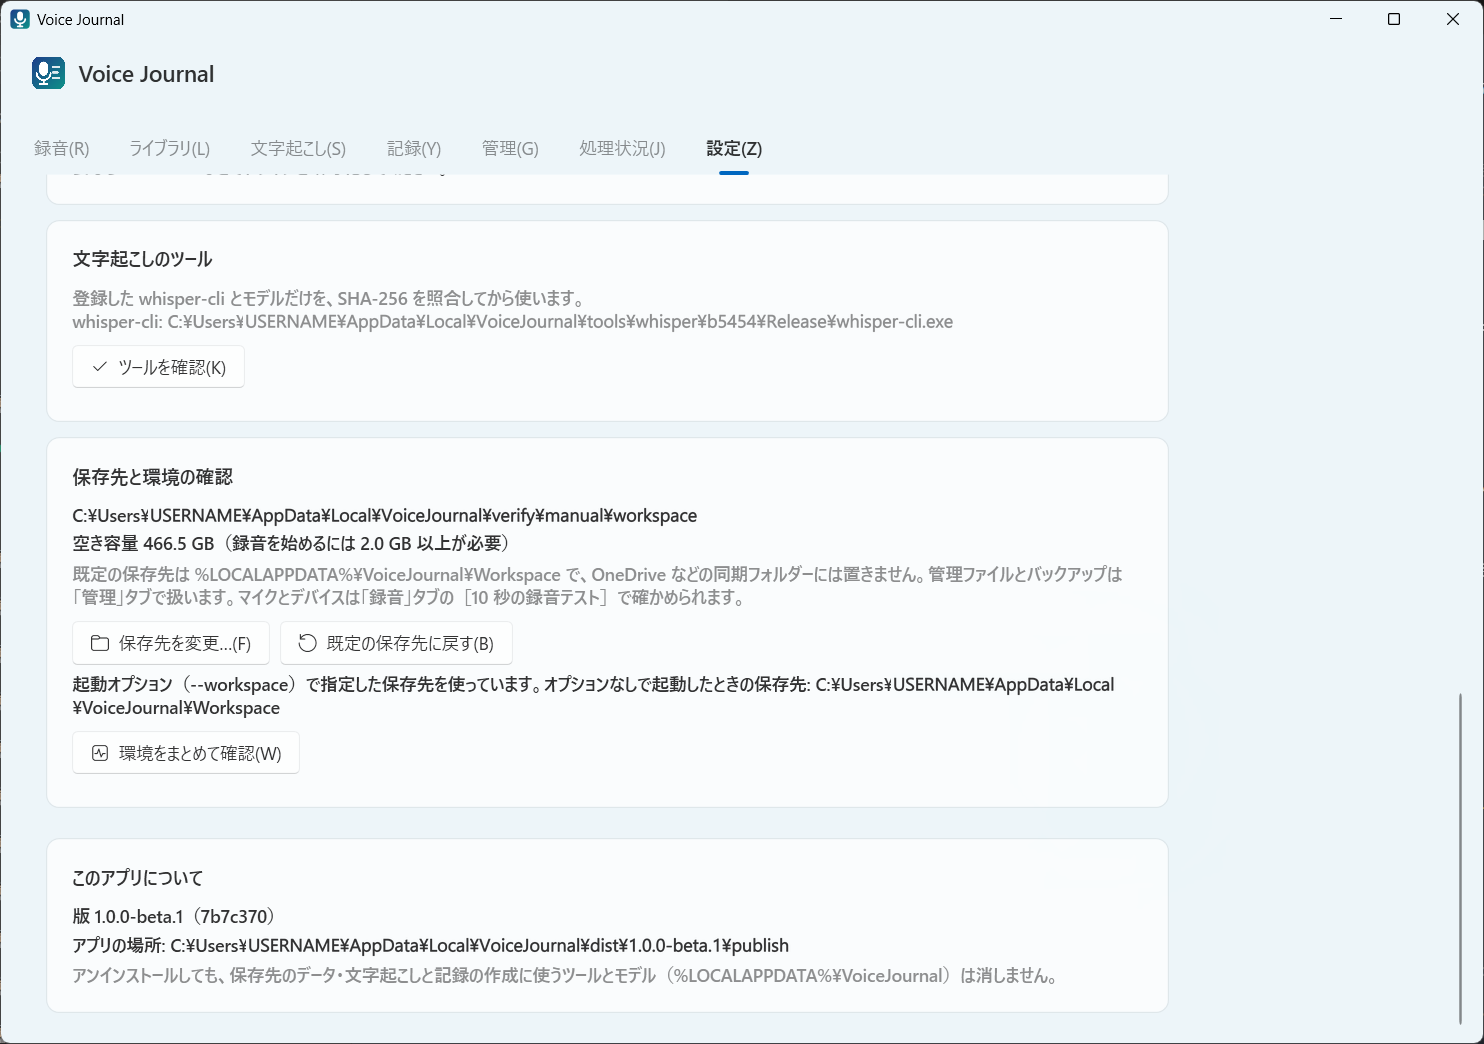 Voice Journal
Voice Journal
録音(R) ライブラリ(L) 文字起こし(S) 記録(Y) 管理(G) 処理状況(J) 設定(Z)
文字起こしのツール
登録した whisper-cli とモデルだけを、SHA-256 を照合してから使います。
whisper-cli: C:¥Users¥USERNAME¥AppData¥Local¥VoiceJournal¥tools¥whisper¥b5454¥Release¥whisper-cli.exe
ツールを確認(K)
保存先と環境の確認
C:¥Users¥USERNAME¥AppData¥Local¥VoiceJournal¥verify¥manual¥workspace
空き容量 466.5 GB（録音を始めるには 2.0 GB 以上が必要）
既定の保存先は %LOCALAPPDATA%¥VoiceJournal¥Workspace で、OneDrive などの同期フォルダーには置きません。管理ファイルとバックアップは
「管理」タブで扱います。マイクとデバイスは「録音」タブの［10 秒の録音テスト］で確かめられます。
保存先を変更...(F) 既定の保存先に戻す(B)
起動オプション（--workspace）で指定した保存先を使っています。オプションなしで起動したときの保存先: C:¥Users¥USERNAME¥AppData¥Local
¥VoiceJournal¥Workspace
環境をまとめて確認(W)
このアプリについて
版 1.0.0-beta.1（7b7c370）
アプリの場所: C:¥Users¥USERNAME¥AppData¥Local¥VoiceJournal¥dist¥1.0.0-beta.1¥publish
アンインストールしても、保存先のデータ・文字起こしと記録の作成に使うツールとモデル（%LOCALAPPDATA%¥VoiceJournal）は消しません。